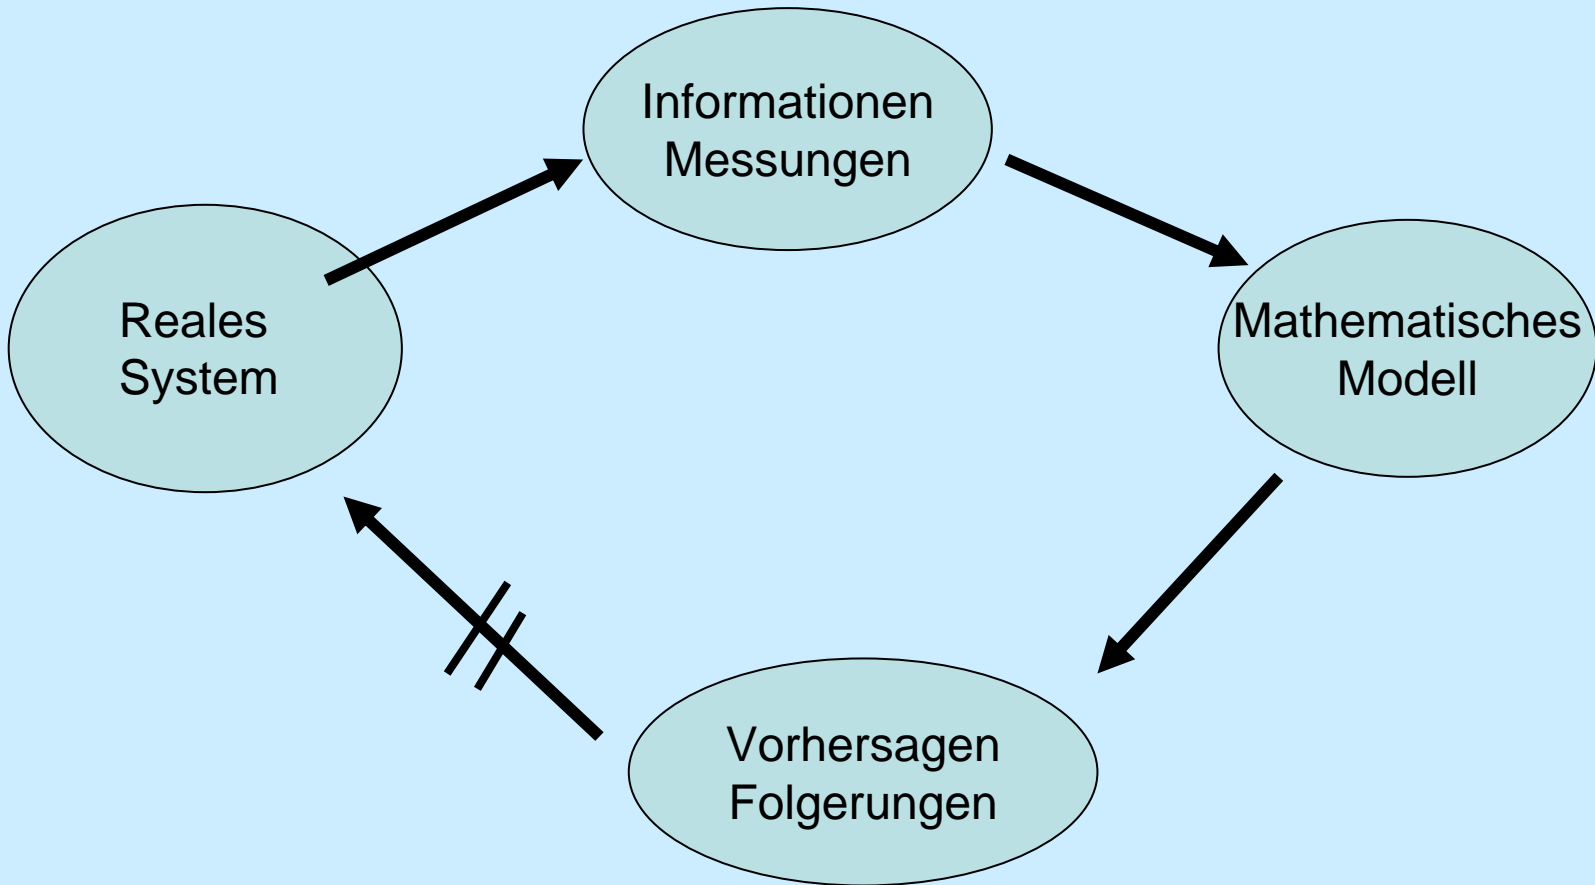 Informationen
Messungen
Reales
System
Mathematisches
Modell
Vorhersagen
Folgerungen